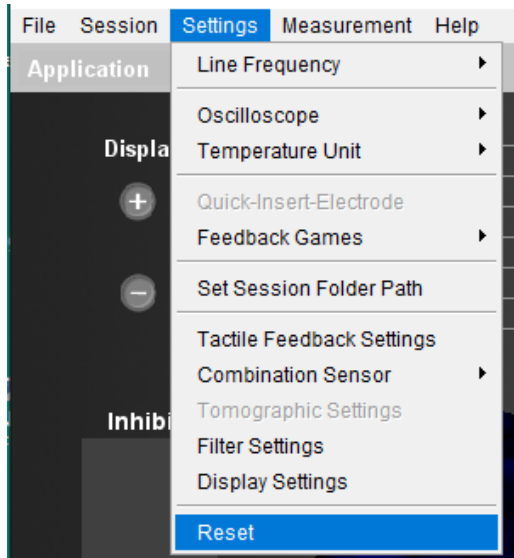 File Session Settings Measurement Help
Application
Line Frequency
Oscilloscope
Displa
Temperature Unit
Quick-Insert-Electrode
Feedback Games
Set Session Folder Path
Tactile Feedback Settings
Combination Sensor
Inhibi
Tomographic Settings
Filter Settings
Display Settings
Reset